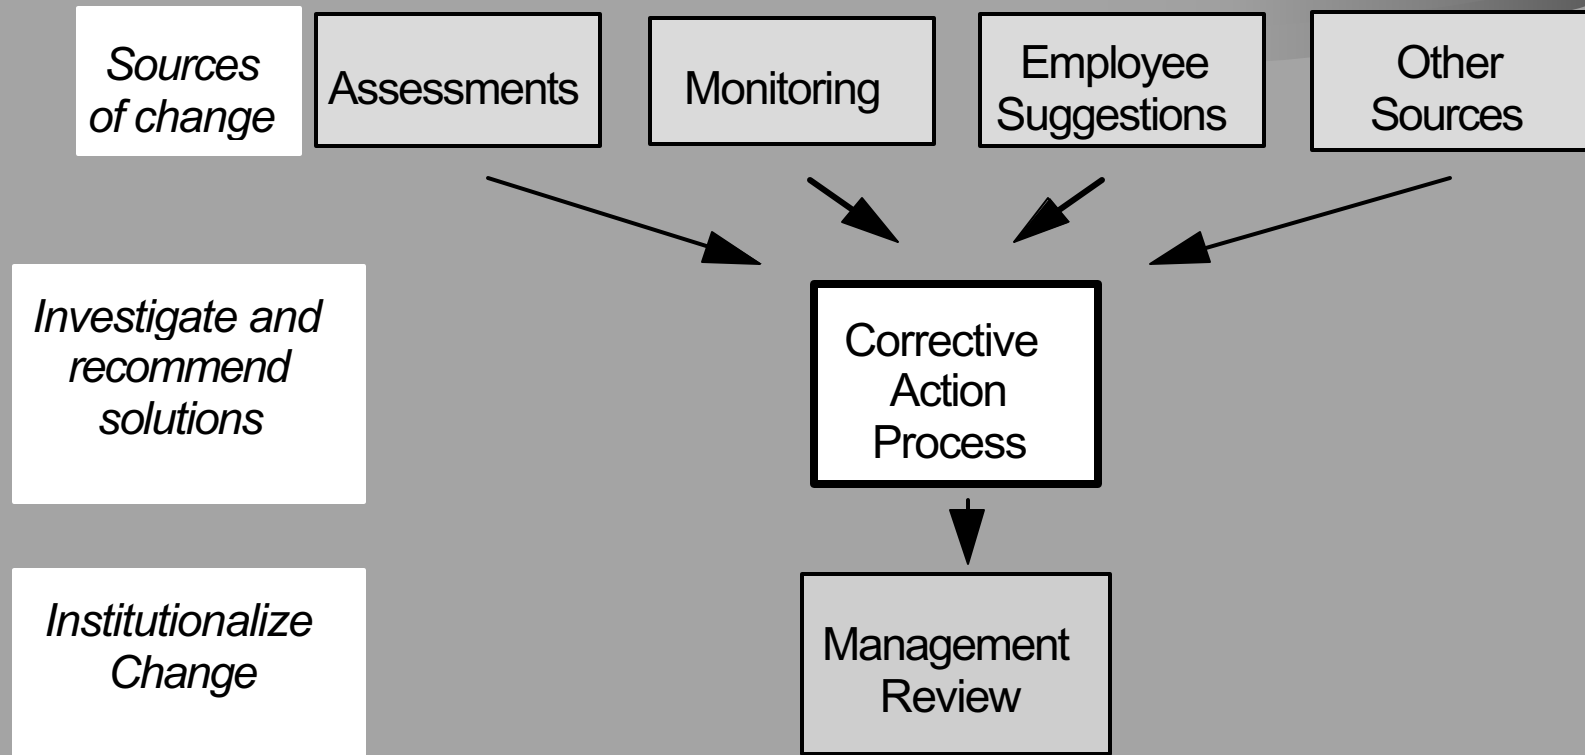 Sources
of change
Assessments
Monitoring
Employee
Suggestions
Other
Sources
Investigate and
recommend
solutions
Corrective
Action
Process
Institutionalize
Change
Management
Review